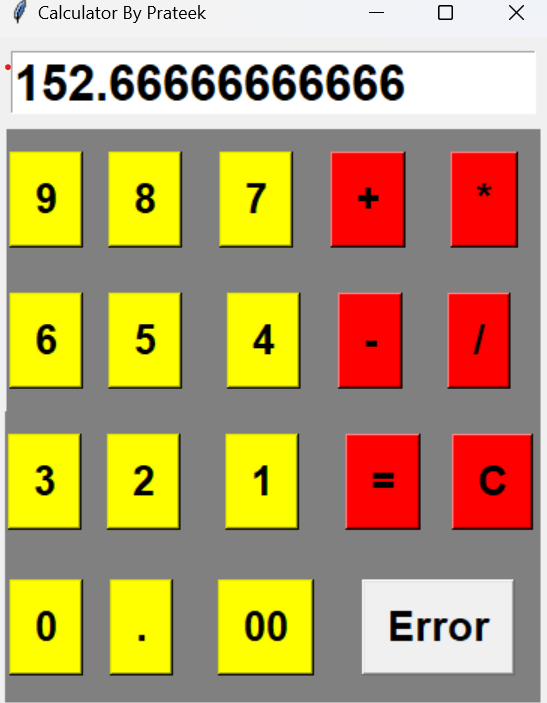 Calculator By Prateek
152.66666666666
9 8 7 + *
6 5 4 - /
3 2 1 = C
0 . 00 Error